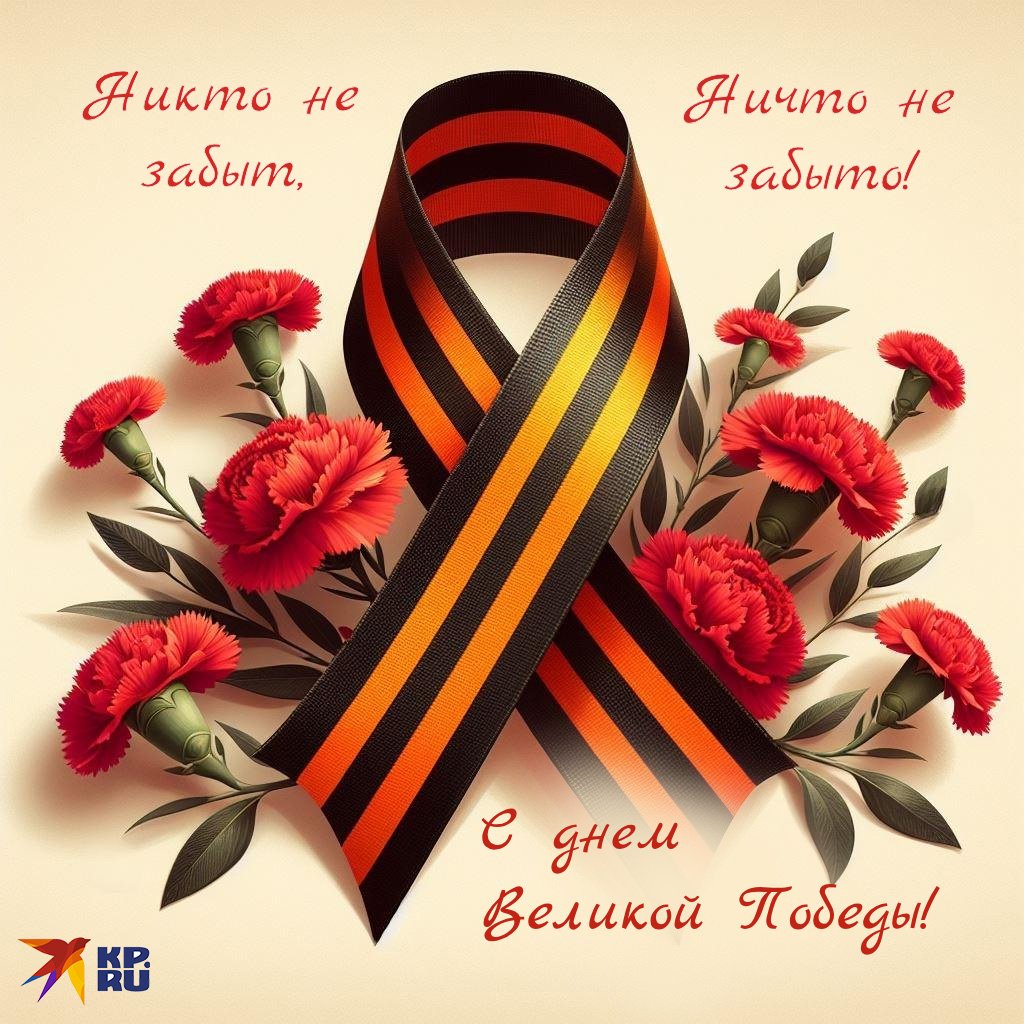 Никто не
забыт,
Ничто не
забыто!
С днем
Великой Победы!
KP.
RU